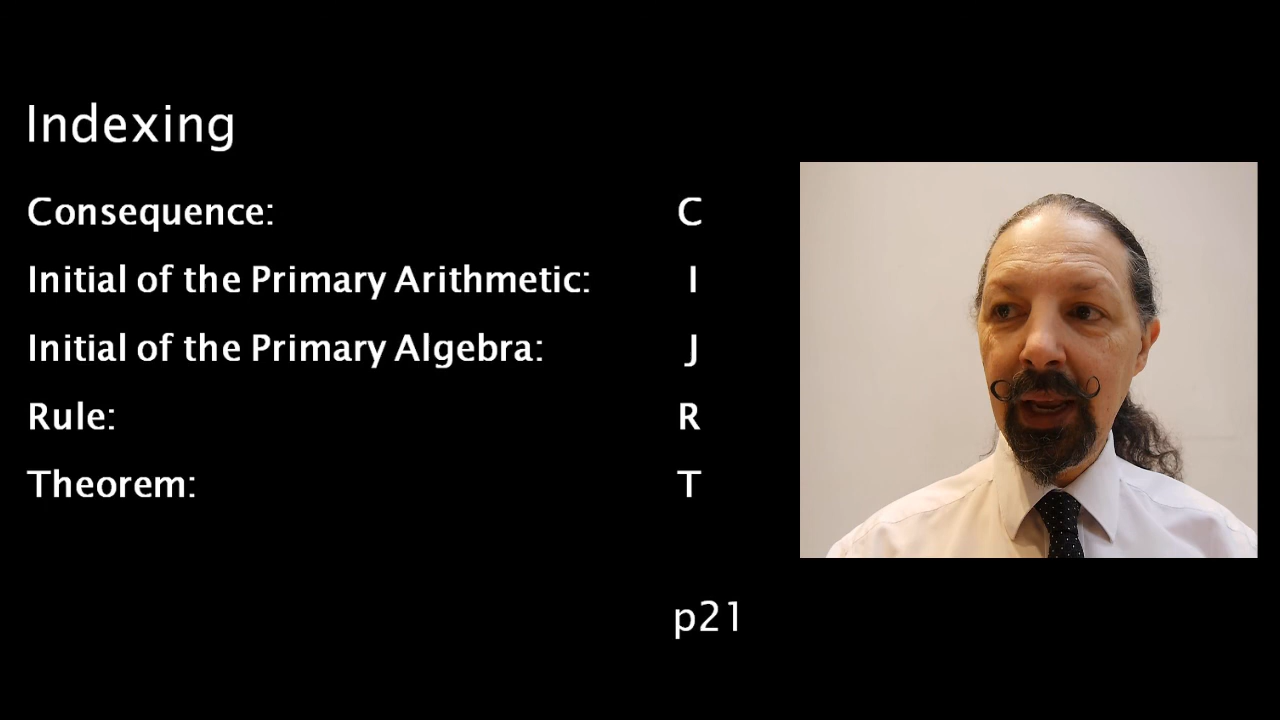 Indexing
Consequence: C
Initial of the Primary Arithmetic: I
Initial of the Primary Algebra: J
Rule: R
Theorem: T
p21